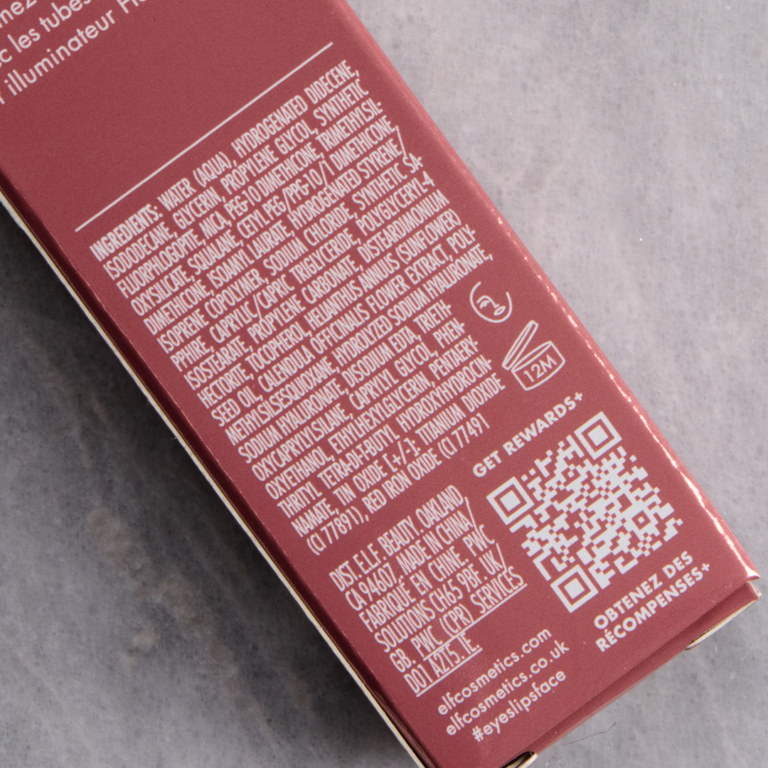 c les tubes
illuminateur
INGREDIENTS: WATER (AQUA), HYDROGENATED DIDECENE,
ISODODECANE, GLYCERIN, PROPYLENE GLYCOL, SYNTHETIC
FLUORPHLOGOPITE, MICA, PEG-10 DIMETHICONE, TRIMETHYLSIL-
OXYSILICATE, SQUALANE, CETYL PEG/PPG-10/1 DIMETHICONE,
DIMETHICONE, ISOAMYL LAURATE, HYDROGENATED STYRENE/
ISOPRENE COPOLYMER, SODIUM CHLORIDE, SYNTHETIC SA-
PPHIRE, CAPRYLIC/CAPRIC TRIGLYCERIDE, POLYGLYCERYL-4
ISOSTEARATE, PROPYLENE CARBONATE, DISTEARDIMONIUM
HECTORITE, TOCOPHEROL, HELIANTHUS ANNUUS (SUNFLOWER)
SEED OIL, CALENDULA OFFICINALIS FLOWER EXTRACT, POLY-
METHYLSILSESQUIOXANE, HYDROLYZED SODIUM HYALURONATE,
SODIUM HYALURONATE, DISODIUM EDTA, TRIETH-
OXYCAPRYLYLSILANE, CAPRYLYL GLYCOL, PHEN-
OXYETHANOL, ETHYLHEXYLGLYCERIN, PENTAERY-
THRITYL TETRA-DI-T-BUTYL HYDROXYHYDROCIN-
NAMATE, TIN OXIDE [+/-]: TITANIUM DIOXIDE
(CI 77891), RED IRON OXIDE (CI 77491
12M
GET REWARDS+
DIST. E.L.F. BEAUTY, OAKLAND,
CA 94607. MADE IN CHINA/
FABRIQUÉ EN CHINE. PWC
SOLUTIONS CH65 9BF. UK/
GB. PWC (CPR) SERVICES
D01 A2T5. IE.
OBTENEZ DES
RÉCOMPENSES+
elfcosmetics.com
elfcosmetics.co.uk
#eyeslipsface